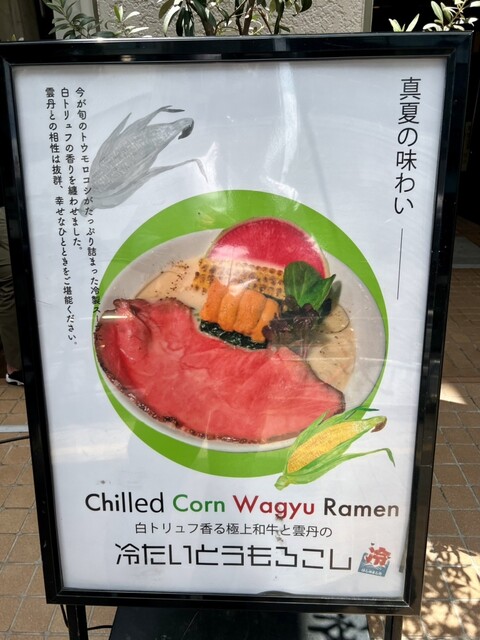 真夏の味わい
今が旬のトウモロコシがたっぷり詰まった冷製ス
白トリュフの香りを纏わせました。
雲丹との相性は抜群、幸せなひとときをご堪能ください。
Chilled Corn Wagyu Ramen
白トリュフ香る極上和牛と雲丹の
冷たいとうもろこし
冷